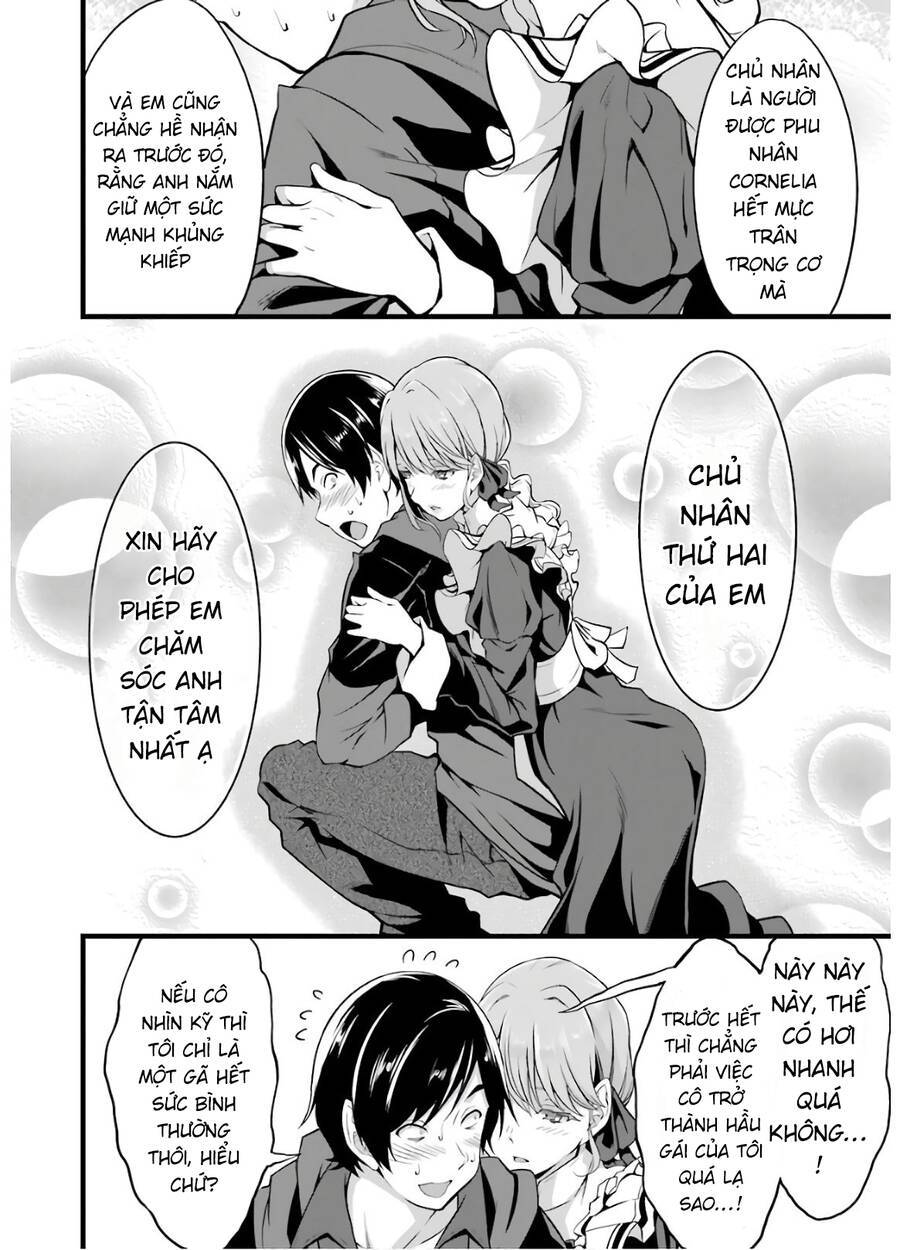 CHỦ NHÂN
LÀ NGƯỜI
ĐƯỢC PHU
NHÂN
CORNELIA
HẾT MỰC
TRÂN
TRỌNG CƠ
MÀ
VÀ EM CŨNG
CHẲNG HỀ NHẬN
RA TRƯỚC ĐÓ,
RẰNG ANH NẮM
GIỮ MỘT SỨC
MẠNH KHỦNG
KHIẾP
CHỦ
NHÂN
THỨ HAI
CỦA EM
XIN HÃY
CHO
PHÉP EM
CHĂM
SÓC ANH
TẬN TÂM
NHẤT Ạ
NÀY NÀY
NÀY, THẾ
CÓ HƠI
NHANH
QUÁ
KHÔNG...
!
TRƯỚC HẾT
THÌ CHẲNG
PHẢI VIỆC
CÔ TRỞ
THÀNH HẦU
GÁI CỦA TÔI
QUÁ LẠ
SAO...!
NẾU CÔ
NHÌN KỸ THÌ
TÔI CHỈ LÀ
MỘT GÃ HẾT
SỨC BÌNH
THƯỜNG
THÔI, HIỂU
CHỨ?